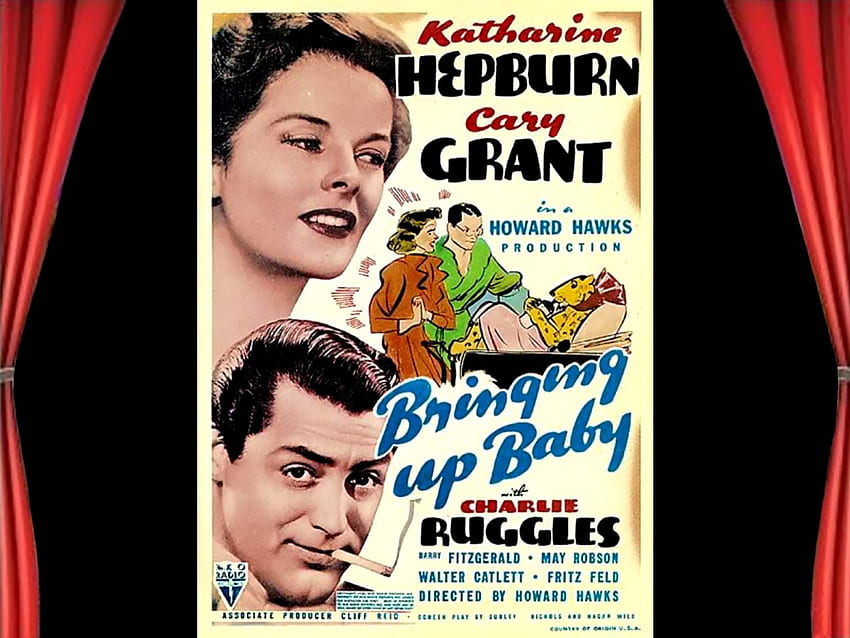 Katharine
HEPBURN
Cary
GRANT
in a
HOWARD HAWKS
PRODUCTION
Bringing
up Baby
with
CHARLIE
RUGGLES
BARRY FITZGERALD • MAY ROBSON
WALTER CATLETT • FRITZ FELD
DIRECTED BY HOWARD HAWKS
RKO
RADIO
ASSOCIATE PRODUCER CLIFF REID • SCREEN PLAY BY DUDLEY NICHOLS AND HAGAR WILDE
COUNTRY OF ORIGIN U.S.A.